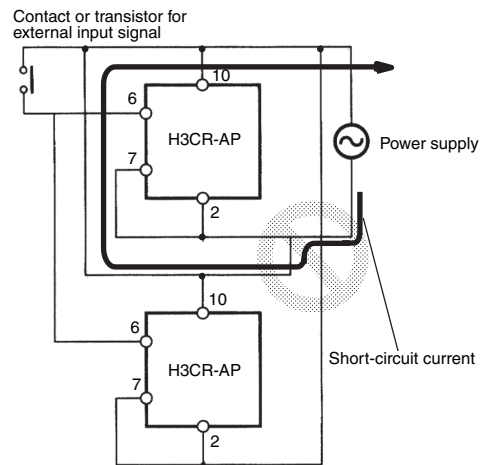 Contact or transistor for
external input signal
10
6
H3CR-AP
7
2
Power supply
10
6
H3CR-AP
7
2
Short-circuit current